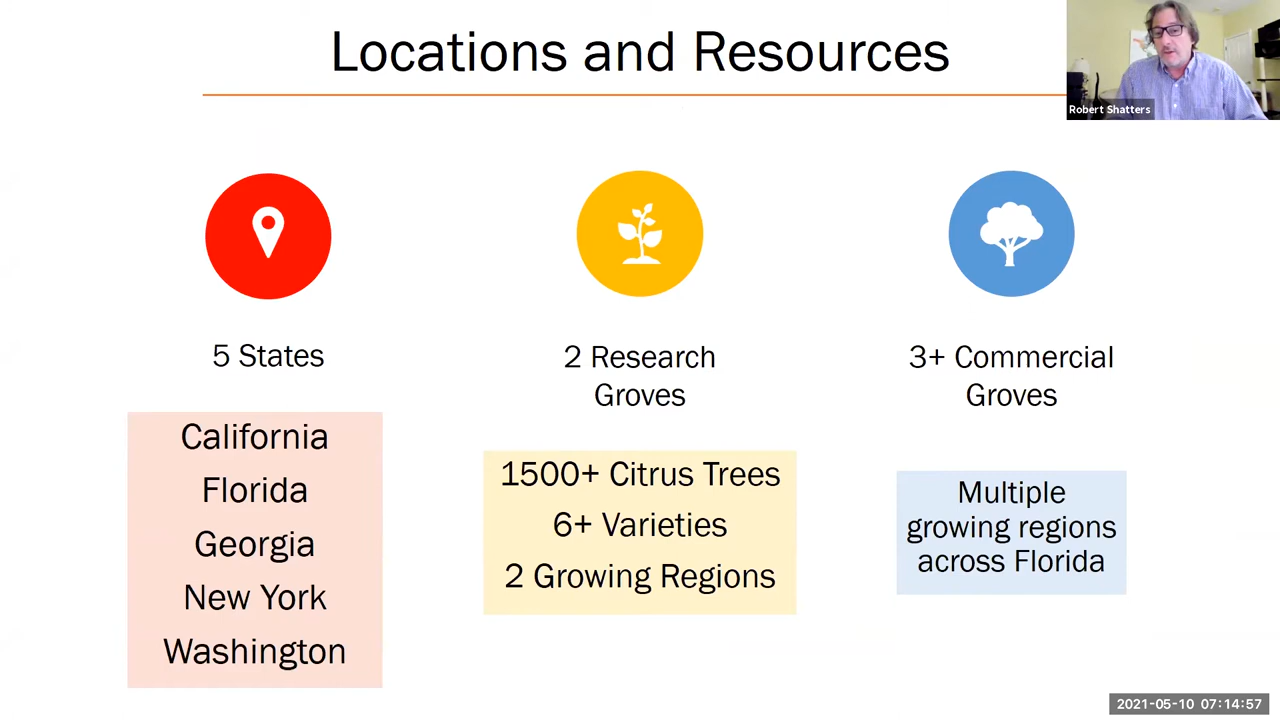 Locations and Resources
Robert Shatters
5 States
California
Florida
Georgia
New York
Washington
2 Research
Groves
1500+ Citrus Trees
6+ Varieties
2 Growing Regions
3+ Commercial
Groves
Multiple
growing regions
across Florida
2021-05-10 07:14:57